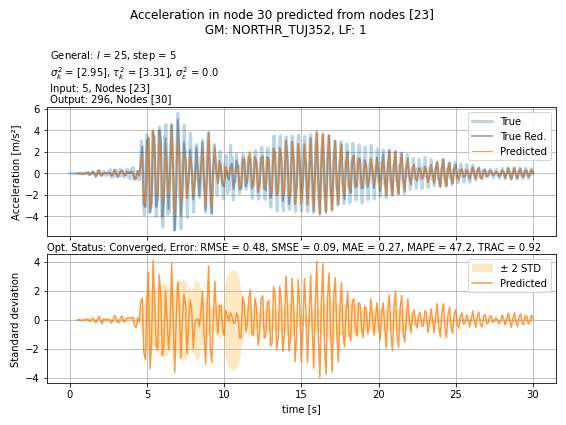 Acceleration in node 30 predicted from nodes [23]
GM: NORTHR_TUJ352, LF: 1
General: l = 25, step = 5
σ²ₖ = [2.95], τ²ₖ = [3.31], σ²ε = 0.0
Input: 5, Nodes [23]
Output: 296, Nodes [30]
Acceleration [m/s²]
6
4
2
0
−2
−4
True
True Red.
Predicted
Opt. Status: Converged, Error: RMSE = 0.48, SMSE = 0.09, MAE = 0.27, MAPE = 47.2, TRAC = 0.92
Standard deviation
4
2
0
−2
−4
± 2 STD
Predicted
0 5 10 15 20 25 30
time [s]